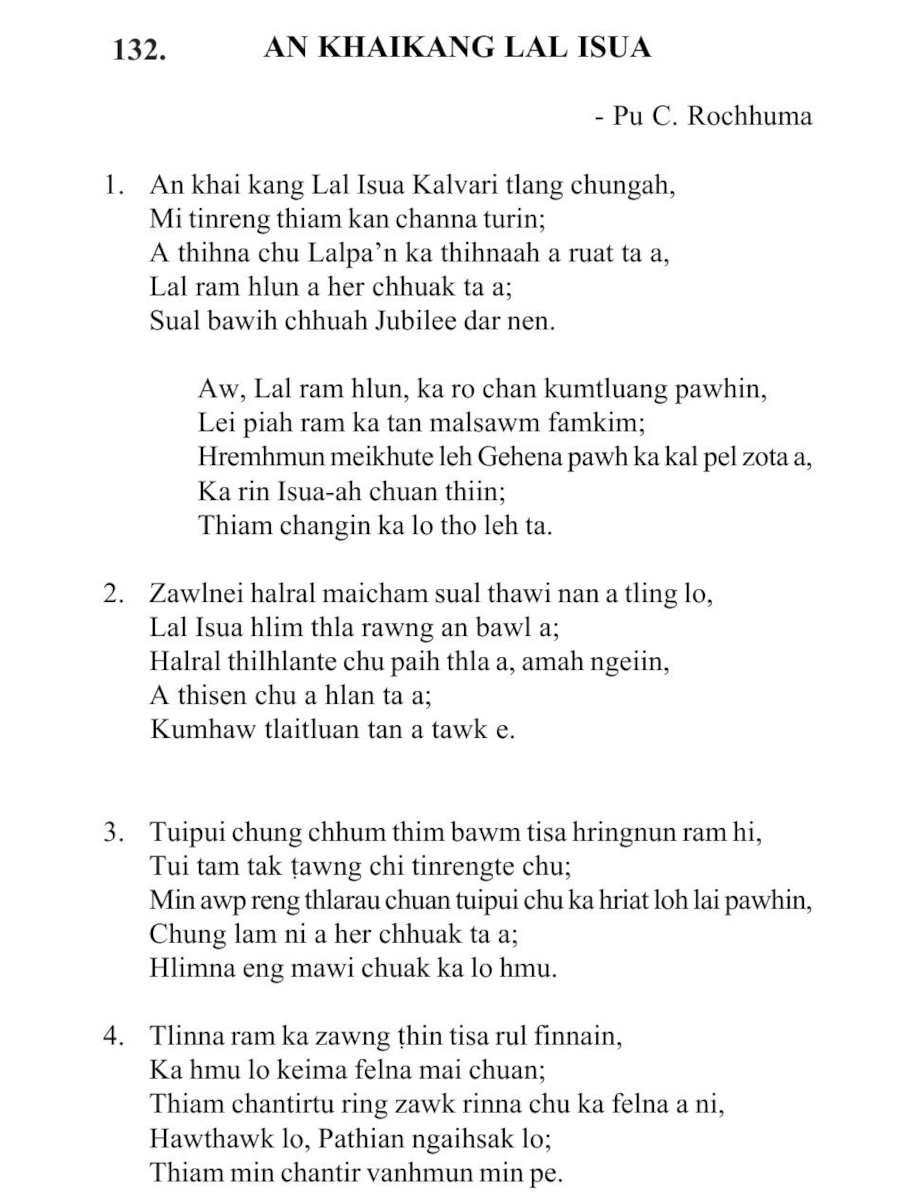 132. AN KHAIKANG LAL ISUA
- Pu C. Rochhuma
1. An khai kang Lal Isua Kalvari tlang chungah,
Mi tinreng thiam kan channa turin;
A thihna chu Lalpa’n ka thihnaah a ruat ta a,
Lal ram hlun a her chhuak ta a;
Sual bawih chhuah Jubilee dar nen.
Aw, Lal ram hlun, ka ro chan kumtluang pawhin,
Lei piah ram ka tan malsawm famkim;
Hremhmun meikhute leh Gehena pawh ka kal pel zota a,
Ka rin Isua-ah chuan thiin;
Thiam changin ka lo tho leh ta.
2. Zawlnei halral maicham sual thawi nan a tling lo,
Lal Isua hlim thla rawng an bawl a;
Halral thilhlante chu paih thla a, amah ngeiin,
A thisen chu a hlan ta a;
Kumhaw tlaitluan tan a tawk e.
3. Tuipui chung chhum thim bawm tisa hringnun ram hi,
Tui tam tak ṭawng chi tinrengte chu;
Min awp reng thlarau chuan tuipui chu ka hriat loh lai pawhin,
Chung lam ni a her chhuak ta a;
Hlimna eng mawi chuak ka lo hmu.
4. Tlinna ram ka zawng ṭhin tisa rul finnain,
Ka hmu lo keima felna mai chuan;
Thiam chantirtu ring zawk rinna chu ka felna a ni,
Hawthawk lo, Pathian ngaihsak lo;
Thiam min chantir vanhmun min pe.